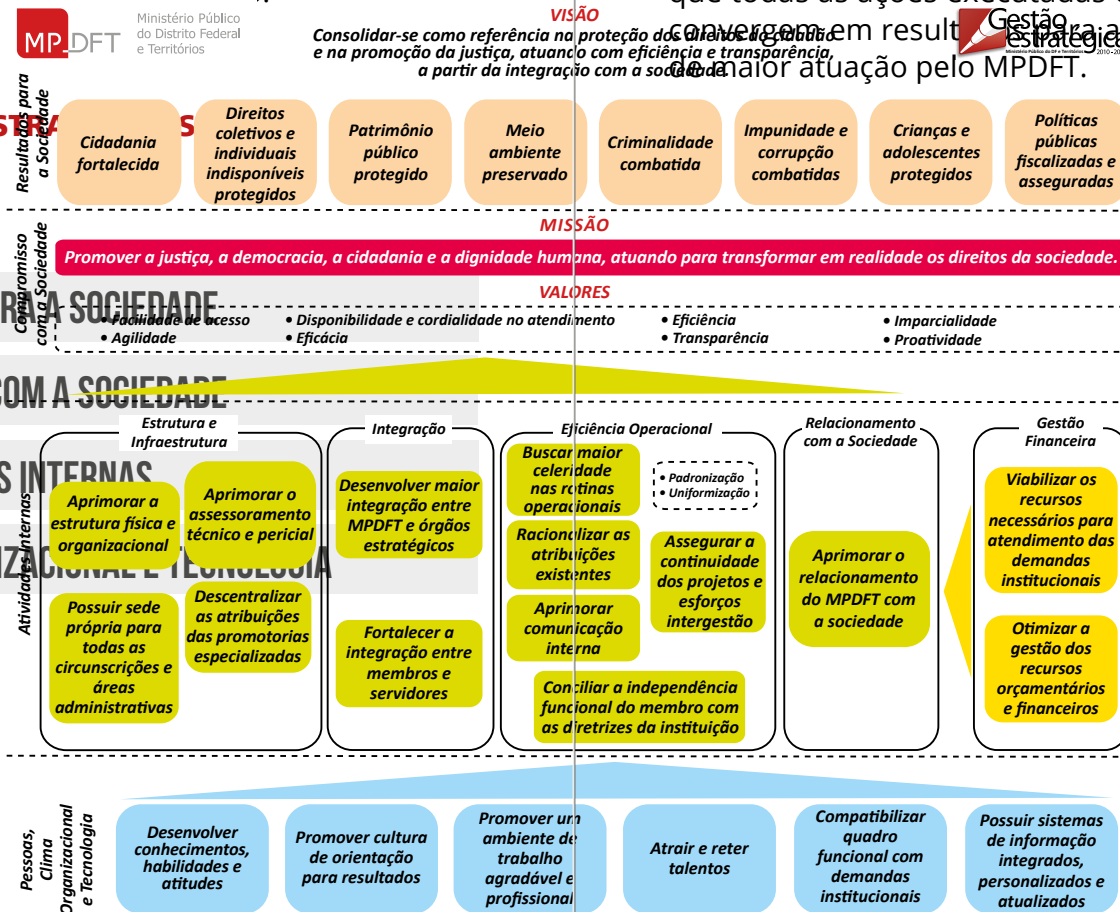 MPDFT
Ministério Público
do Distrito Federal
e Territórios
VISÃO
Consolidar-se como referência na proteção dos direitos do cidadão
e na promoção da justiça, atuando com eficiência e transparência,
a partir da integração com a sociedade.
que todas as ações executadas
convergem em resultados para a
de maior atuação pelo MPDFT.
Gestão
estratégica
Resultados para
a Sociedade
Cidadania
fortalecida
Direitos
coletivos e
individuais
indisponíveis
protegidos
Patrimônio
público
protegido
Meio
ambiente
preservado
Criminalidade
combatida
Impunidade e
corrupção
combatidas
Crianças e
adolescentes
protegidos
Políticas
públicas
fiscalizadas e
asseguradas
MISSÃO
Compromisso
com a Sociedade
Promover a justiça, a democracia, a cidadania e a dignidade humana, atuando para transformar em realidade os direitos da sociedade.
VALORES
A SOCIEDADE
• Facilidade de acesso
• Agilidade
• Disponibilidade e cordialidade no atendimento
• Eficácia
• Eficiência
• Transparência
• Imparcialidade
• Proatividade
COM A SOCIEDADE
S INTERNAS
IZACIONAL E TECNOLOGIA
Atividades Internas
Estrutura e
Infraestrutura
Aprimorar a
estrutura física e
organizacional
Aprimorar o
assessoramento
técnico e pericial
Possuir sede
própria para
todas as
circunscrições e
áreas
administrativas
Descentralizar
as atribuições
das promotorias
especializadas
Integração
Desenvolver maior
integração entre
MPDFT e órgãos
estratégicos
Fortalecer a
integração entre
membros e
servidores
Eficiência Operacional
Buscar maior
celeridade
nas rotinas
operacionais
• Padronização
• Uniformização
Racionalizar as
atribuições
existentes
Assegurar a
continuidade
dos projetos e
esforços
intergestão
Aprimorar
comunicação
interna
Conciliar a independência
funcional do membro com
as diretrizes da instituição
Relacionamento
com a Sociedade
Aprimorar o
relacionamento
do MPDFT com
a sociedade
Gestão
Financeira
Viabilizar os
recursos
necessários para
atendimento das
demandas
institucionais
Otimizar a
gestão dos
recursos
orçamentários
e financeiros
Pessoas,
Clima
Organizacional
e Tecnologia
Desenvolver
conhecimentos,
habilidades e
atitudes
Promover cultura
de orientação
para resultados
Promover um
ambiente de
trabalho
agradável e
profissional
Atrair e reter
talentos
Compatibilizar
quadro
funcional com
demandas
institucionais
Possuir sistemas
de informação
integrados,
personalizados e
atualizados